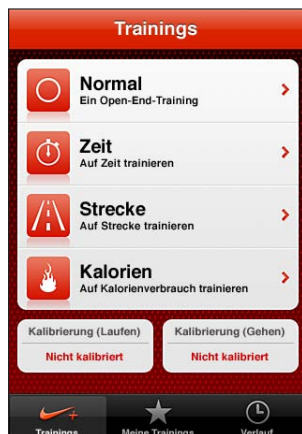 Trainings
Normal
Ein Open-End-Training
Zeit
Auf Zeit trainieren
Strecke
Auf Strecke trainieren
Kalorien
Auf Kalorienverbrauch trainieren
Kalibrierung (Laufen)
Nicht kalibriert
Kalibrierung (Gehen)
Nicht kalibriert
Trainings
Meine Trainings
Verlauf